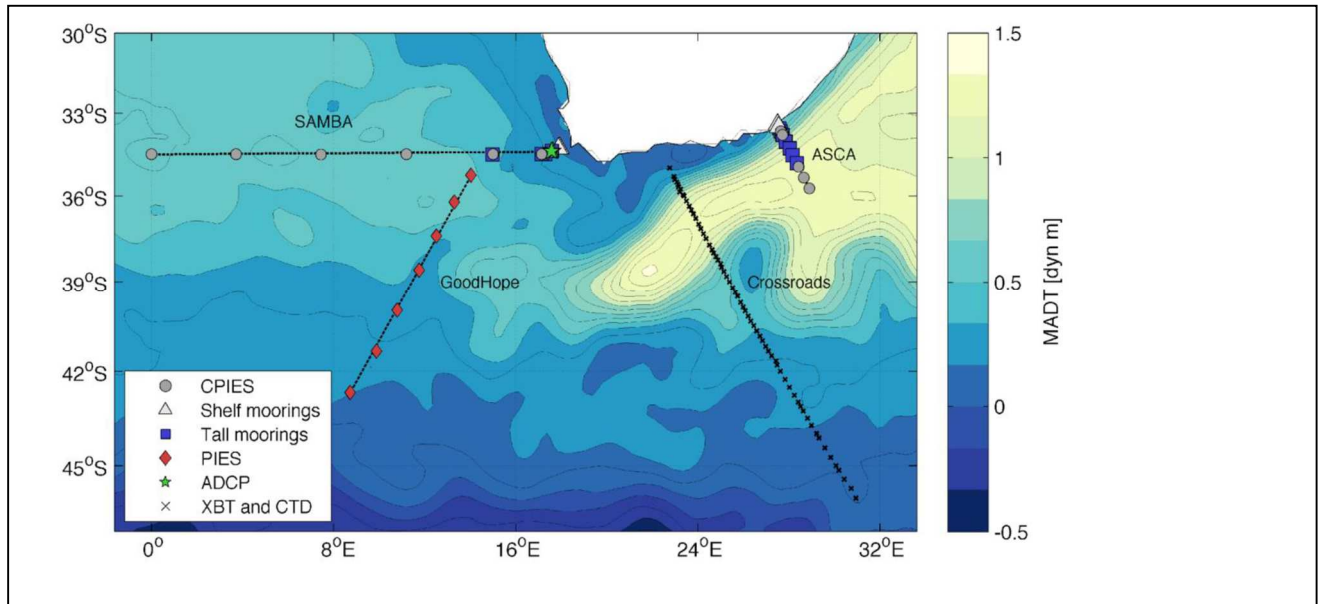 30°S
33°S
36°S
39°S
42°S
45°S
SAMBA
ASCA
GoodHope
Crossroads
CPIES
Shelf moorings
Tall moorings
PIES
ADCP
XBT and CTD
0°
8°E
16°E
24°E
32°E
1.5
1
0.5
0
-0.5
MADT [dyn m]